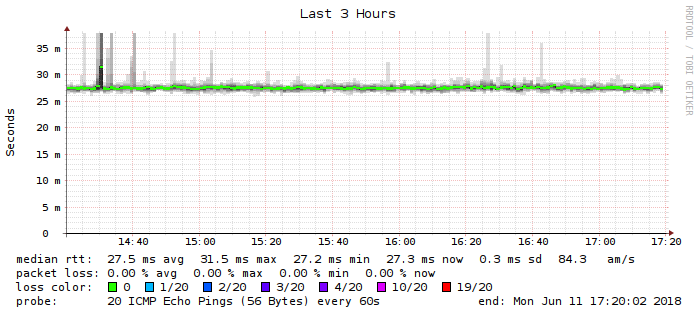 Last 3 Hours
RRDTOOL / TOBI OETIKER
Seconds
35 m
30 m
25 m
20 m
15 m
10 m
5 m
0
14:40 15:00 15:20 15:40 16:00 16:20 16:40 17:00 17:20
median rtt: 27.5 ms avg 31.5 ms max 27.2 ms min 27.3 ms now 0.3 ms sd 84.3 am/s
packet loss: 0.00 % avg 0.00 % max 0.00 % min 0.00 % now
loss color: 0 1/20 2/20 3/20 4/20 10/20 19/20
probe: 20 ICMP Echo Pings (56 Bytes) every 60s end: Mon Jun 11 17:20:02 2018